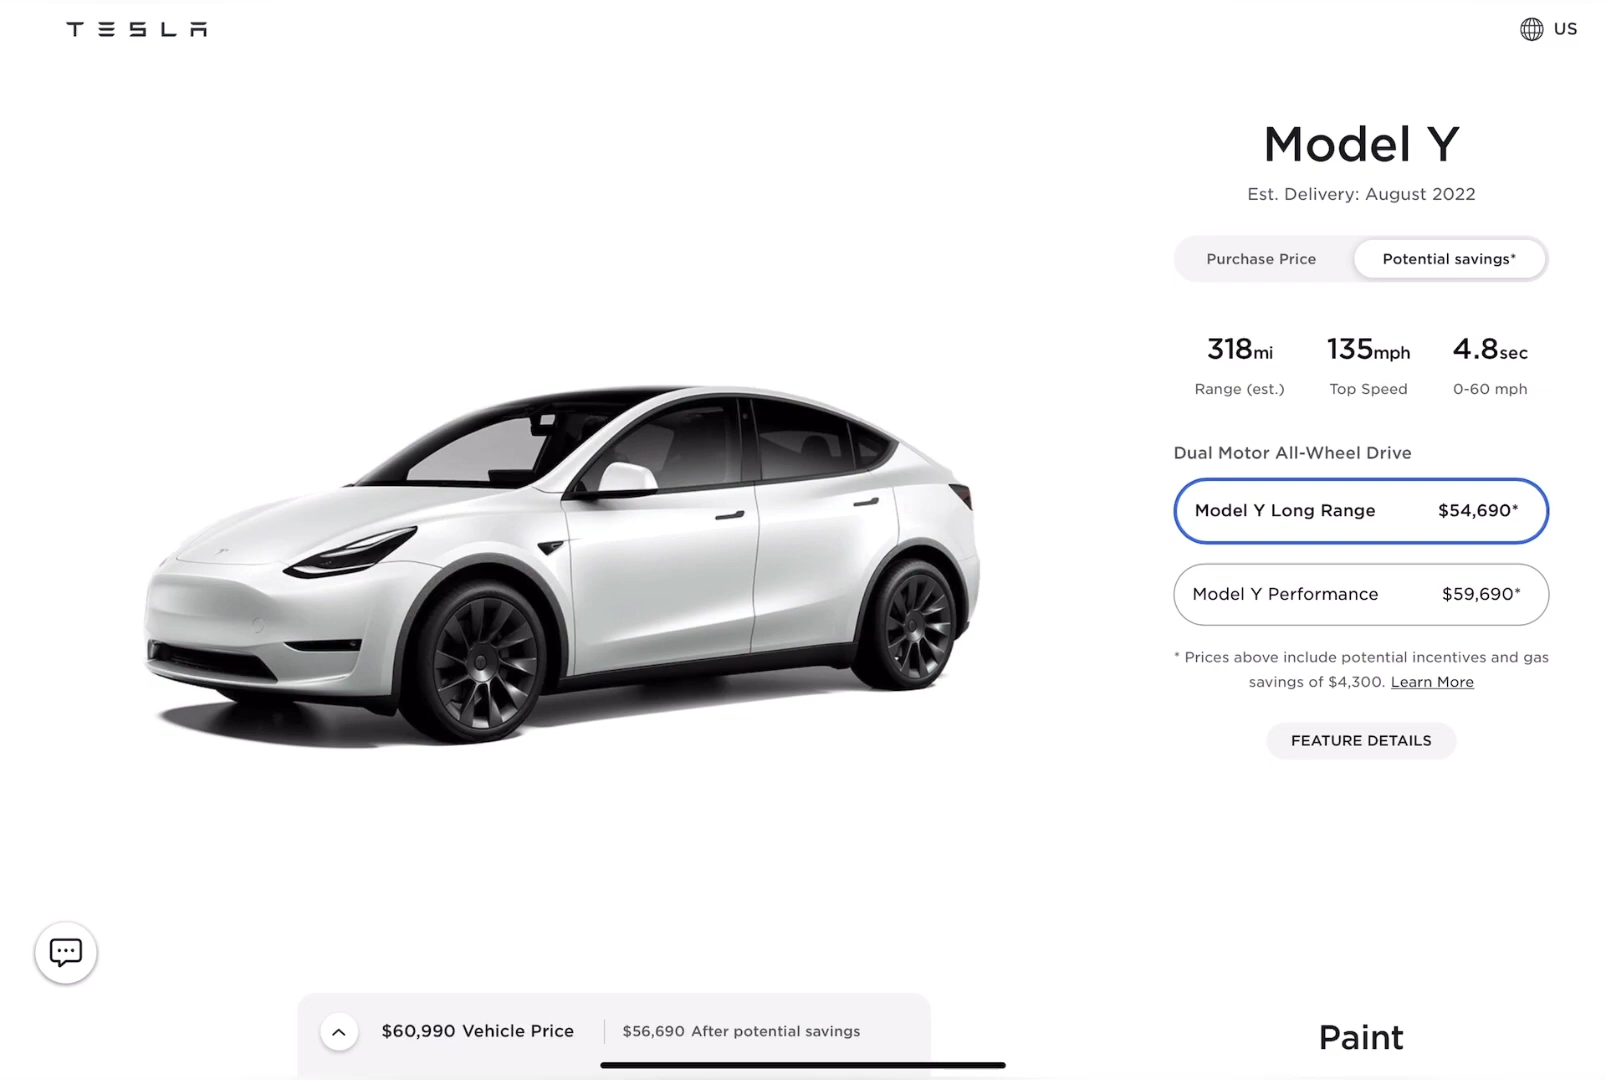 TESLA
US
Model Y
Est. Delivery: August 2022
Purchase Price
Potential savings*
318mi
135mph
4.8sec
Range (est.)
Top Speed
0-60 mph
Dual Motor All-Wheel Drive
Model Y Long Range $54,690*
Model Y Performance $59,690*
* Prices above include potential incentives and gas
savings of $4,300. Learn More
FEATURE DETAILS
$60,990 Vehicle Price
$56,690 After potential savings
Paint